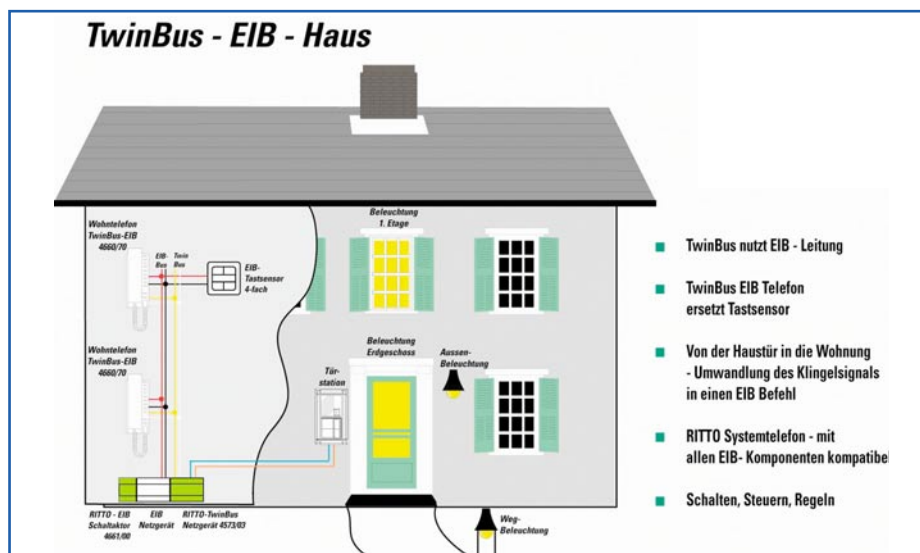 TwinBus - EIB - Haus
Wohntelefon
TwinBus-EIB
4660/70
EIB-
Bus
Twin
Bus
EIB-
Tastsensor
4-fach
Beleuchtung
1. Etage
Wohntelefon
TwinBus-EIB
4660/70
Tür-
station
Beleuchtung
Erdgeschoss
Aussen-
Beleuchtung
RITTO - EIB
Schaltaktor
4661/00
EIB
Netzgerät
RITTO-TwinBus
Netzgerät 4573/03
Weg-
Beleuchtung
TwinBus nutzt EIB - Leitung
TwinBus EIB Telefon
ersetzt Tastsensor
Von der Haustür in die Wohnung
- Umwandlung des Klingelsignals
in einen EIB Befehl
RITTO Systemtelefon - mit
allen EIB- Komponenten kompatibel
Schalten, Steuern, Regeln